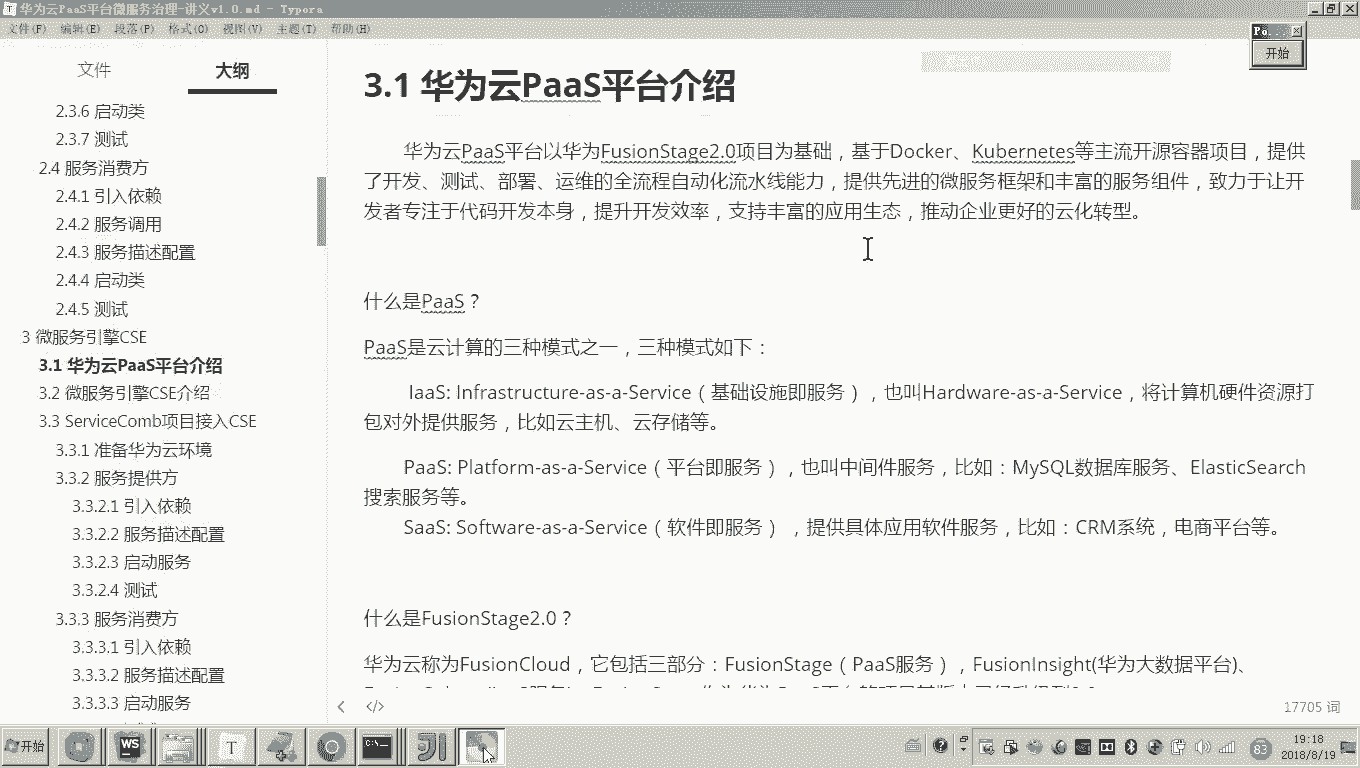 华为云PaaS平台微服务治理-讲义v1.0.md - Typora
文件(F) 编辑(E) 段落(P) 格式(O) 视图(V) 主题(T) 帮助(H)
Po...
开始
文件 大纲
2.3.6 启动类
2.3.7 测试
2.4 服务消费方
2.4.1 引入依赖
2.4.2 服务调用
2.4.3 服务描述配置
2.4.4 启动类
2.4.5 测试
3 微服务引擎CSE
3.1 华为云PaaS平台介绍
3.2 微服务引擎CSE介绍
3.3 ServiceComb项目接入CSE
3.3.1 准备华为云环境
3.3.2 服务提供方
3.3.2.1 引入依赖
3.3.2.2 服务描述配置
3.3.2.3 启动服务
3.3.2.4 测试
3.3.3 服务消费方
3.3.3.1 引入依赖
3.3.3.2 服务描述配置
3.3.3.3 启动服务
3.1 华为云PaaS平台介绍
华为云PaaS平台以华为FusionStage2.0项目为基础，基于Docker、Kubernetes等主流开源容器项目，提供
了开发、测试、部署、运维的全流程自动化流水线能力，提供先进的微服务框架和丰富的服务组件，致力于让开
发者专注于代码开发本身，提升开发效率，支持丰富的应用生态，推动企业更好的云化转型。
什么是PaaS？
PaaS是云计算的三种模式之一，三种模式如下：
IaaS: Infrastructure-as-a-Service（基础设施即服务），也叫Hardware-as-a-Service，将计算机硬件资源打
包对外提供服务，比如云主机、云存储等。
PaaS: Platform-as-a-Service（平台即服务），也叫中间件服务，比如：MySQL数据库服务、ElasticSearch
搜索服务等。
SaaS: Software-as-a-Service（软件即服务），提供具体应用软件服务，比如：CRM系统，电商平台等。
什么是FusionStage2.0？
华为云称为FusionCloud，它包括三部分：FusionStage（PaaS服务），FusionInsight(华为大数据平台)、
17705 词
开始
WS
T
C:\
83
19:18
2018/8/19